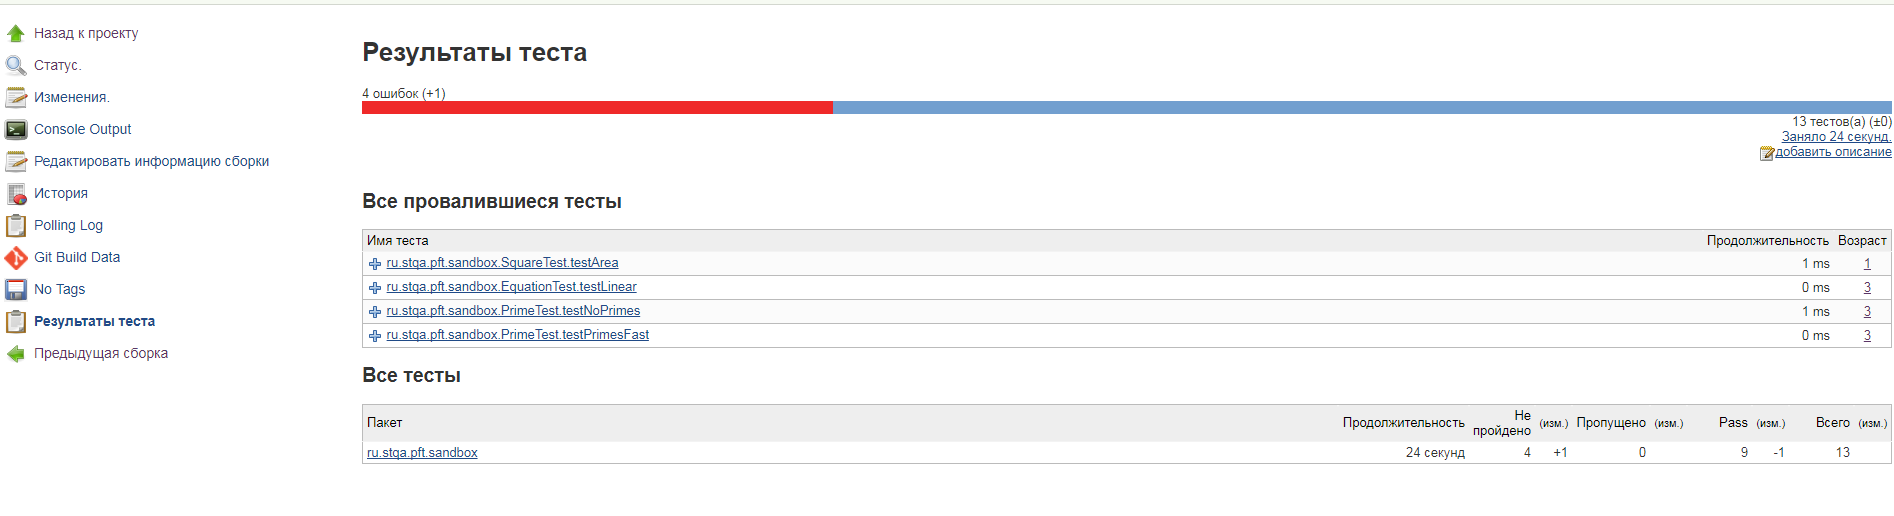 Назад к проекту
Статус.
Изменения.
Console Output
Редактировать информацию сборки
История
Polling Log
Git Build Data
No Tags
Результаты теста
Предыдущая сборка
Результаты теста
4 ошибок (+1)
13 тестов(а) (±0)
Заняло 24 секунд.
добавить описание
Все провалившиеся тесты
Имя теста Продолжительность Возраст
ru.stqa.pft.sandbox.SquareTest.testArea 1 ms 1
ru.stqa.pft.sandbox.EquationTest.testLinear 0 ms 3
ru.stqa.pft.sandbox.PrimeTest.testNoPrimes 1 ms 3
ru.stqa.pft.sandbox.PrimeTest.testPrimesFast 0 ms 3
Все тесты
Пакет Продолжительность Не пройдено (изм.) Пропущено (изм.) Pass (изм.) Всего (изм.)
ru.stqa.pft.sandbox 24 секунд 4 +1 0 9 -1 13